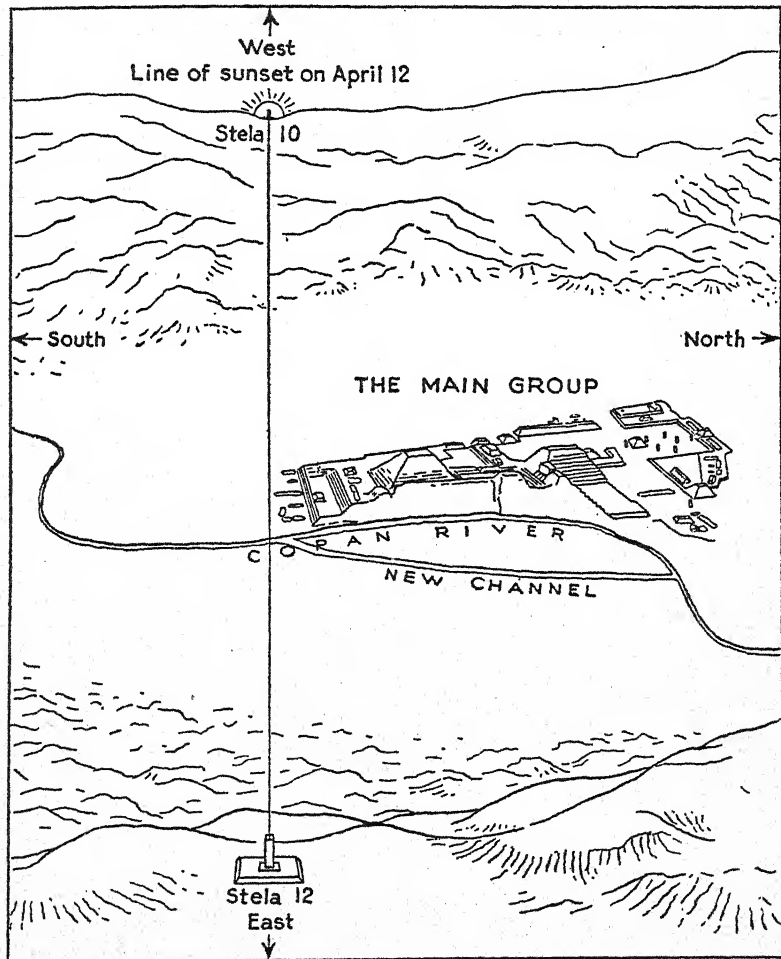 West
Line of sunset on April 12
Stela 10
South
North
THE MAIN GROUP
COPAN RIVER
NEW CHANNEL
Stela 12
East